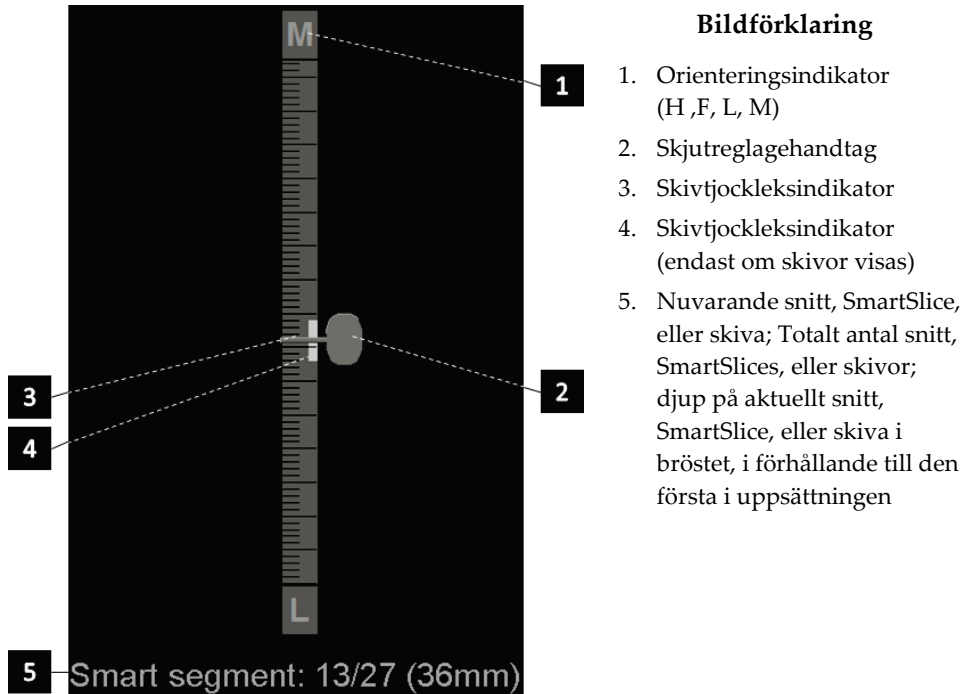 M
1
3
4
2
L
5
Smart segment: 13/27 (36mm)
Bildförklaring
1. Orienteringsindikator
(H ,F, L, M)
2. Skjutreglagehandtag
3. Skivtjockleksindikator
4. Skivtjockleksindikator
(endast om skivor visas)
5. Nuvarande snitt, SmartSlice,
eller skiva; Totalt antal snitt,
SmartSlices, eller skivor;
djup på aktuellt snitt,
SmartSlice, eller skiva i
bröstet, i förhållande till den
första i uppsättningen